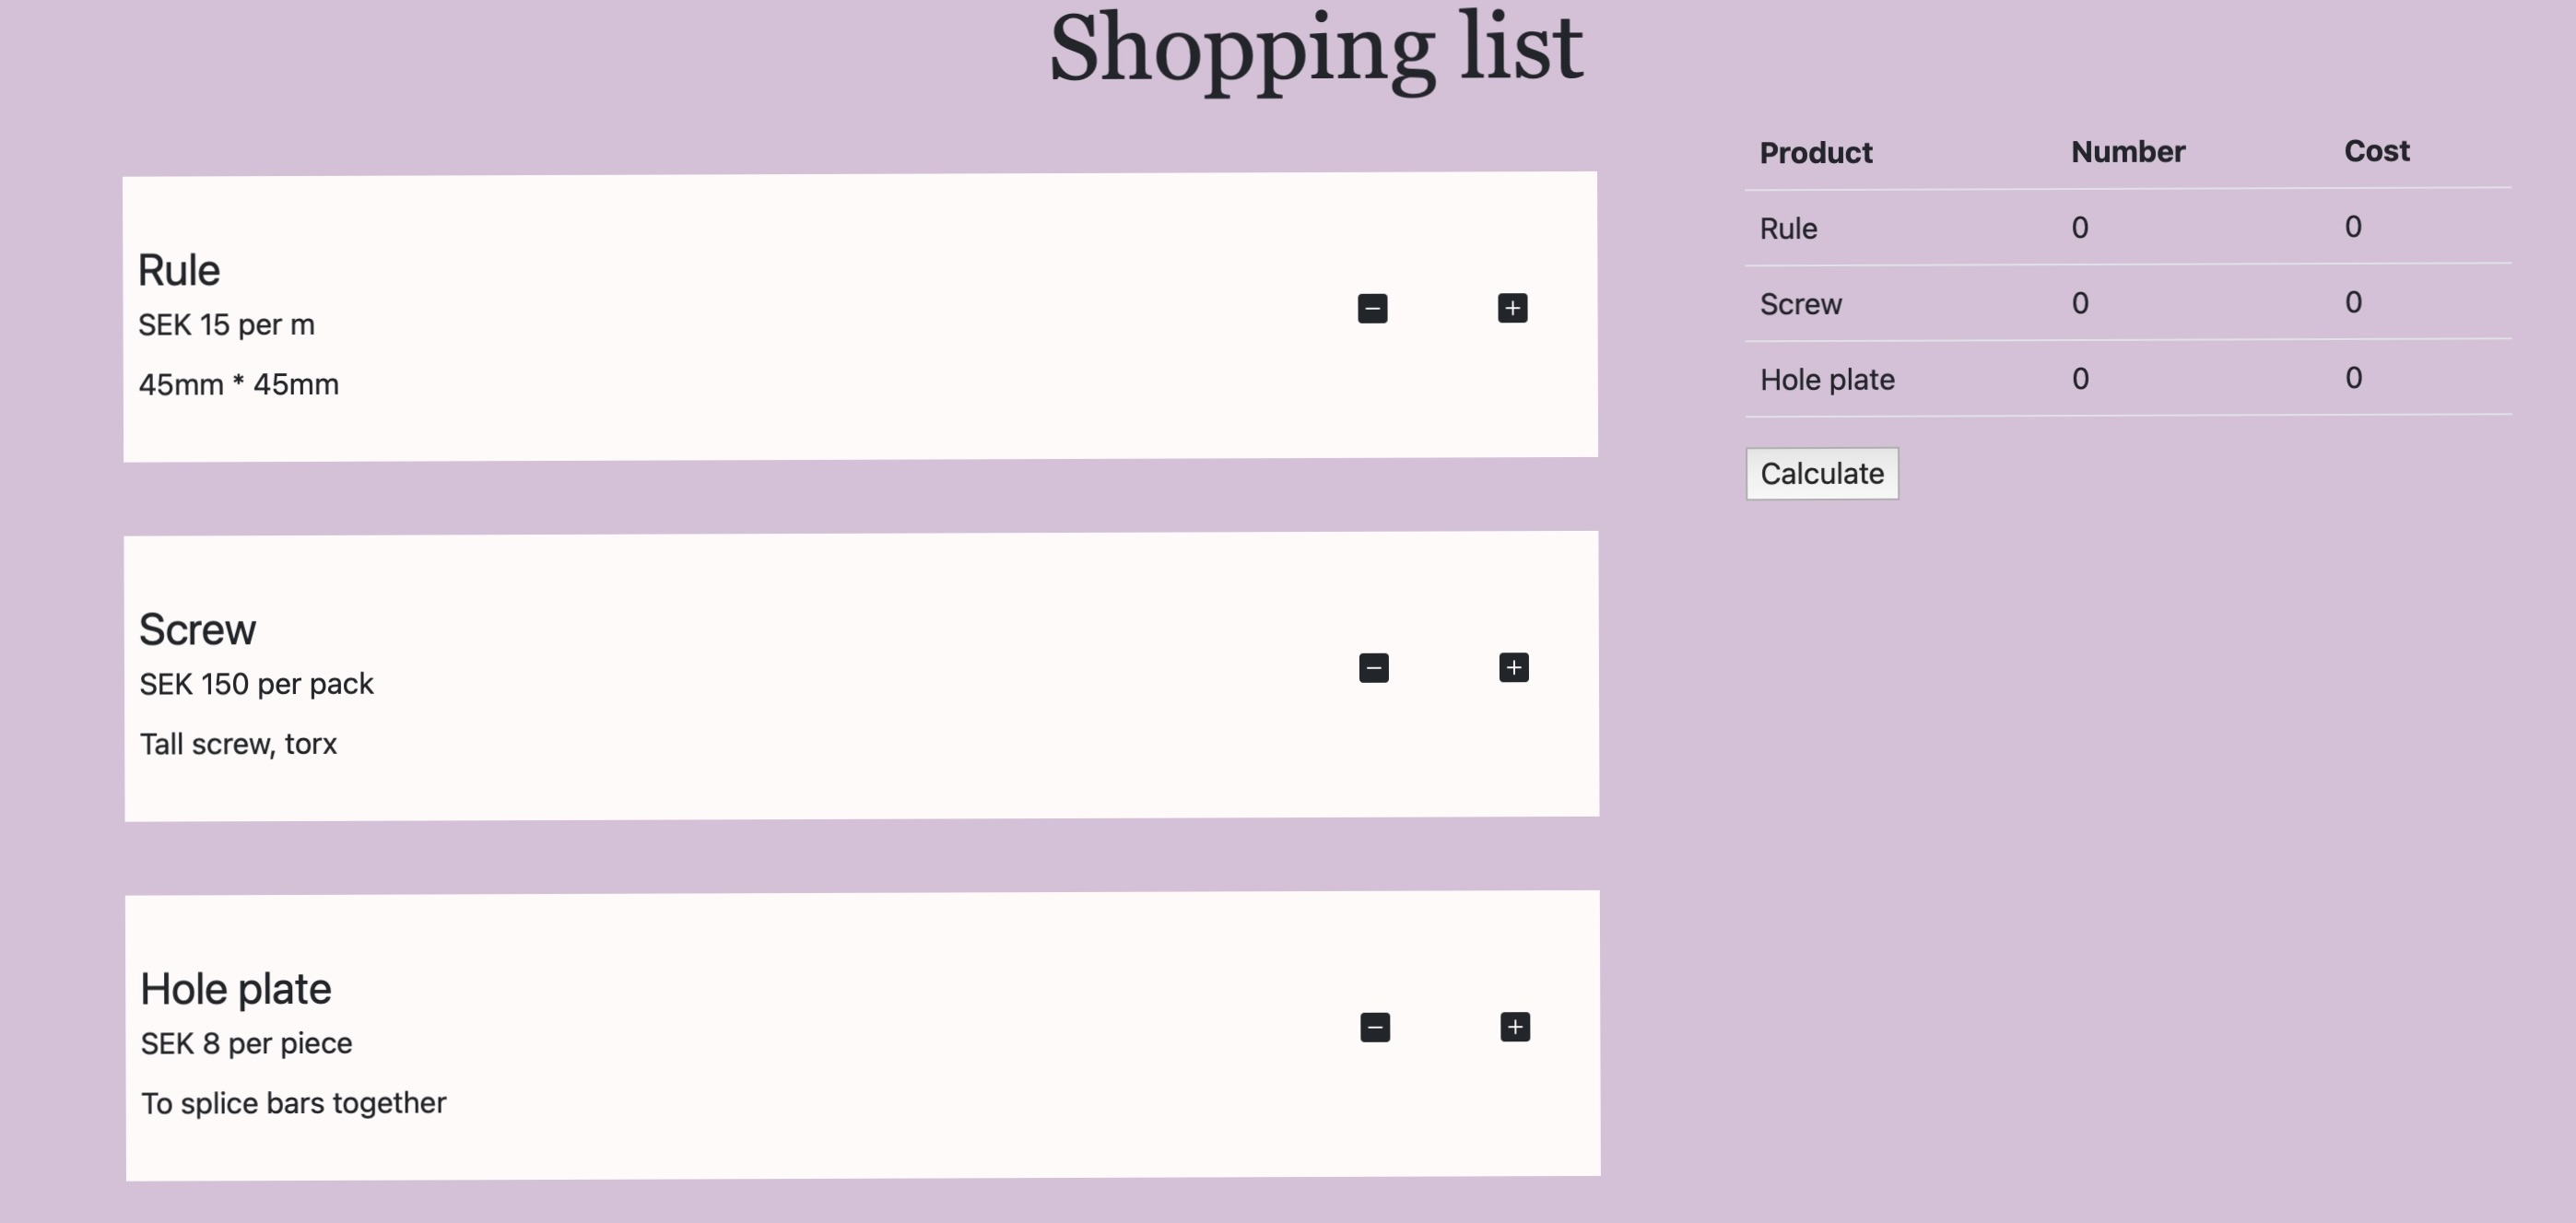 Shopping list
Rule
SEK 15 per m
45mm * 45mm
Screw
SEK 150 per pack
Tall screw, torx
Hole plate
SEK 8 per piece
To splice bars together
Product Number Cost
Rule 0 0
Screw 0 0
Hole plate 0 0
Calculate